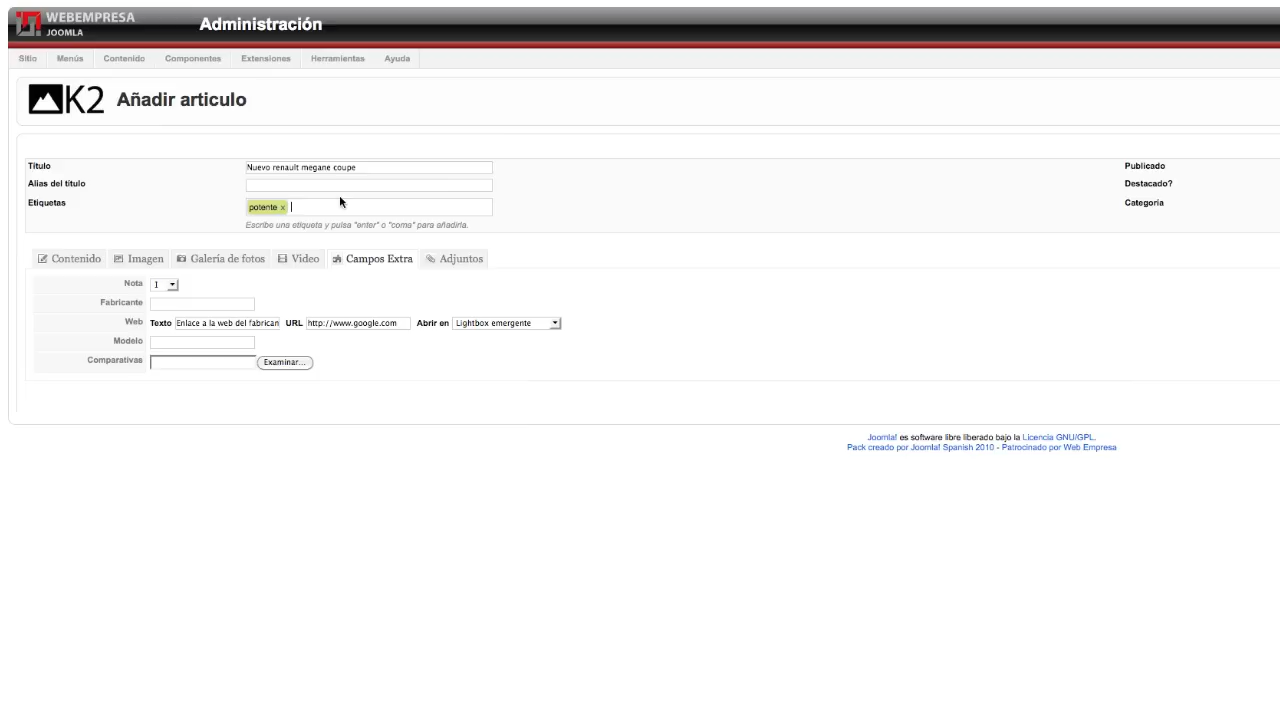 WEBEMPRESA
JOOMLA
Administración
Sitio Menús Contenido Componentes Extensiones Herramientas Ayuda
K2 Añadir articulo
Título Nuevo renault megane coupe Publicado
Alias del título Destacado?
Etiquetas potente x Categoria
Escribe una etiqueta y pulsa "enter" o "coma" para añadirla.
Contenido Imagen Galería de fotos Video Campos Extra Adjuntos
Nota 1
Fabricante
Web Texto Enlace a la web del fabrican URL http://www.google.com Abrir en Lightbox emergente
Modelo
Comparativas Examinar...
Joomla! es software libre liberado bajo la Licencia GNU/GPL.
Pack creado por Joomla! Spanish 2010 - Patrocinado por Web Empresa